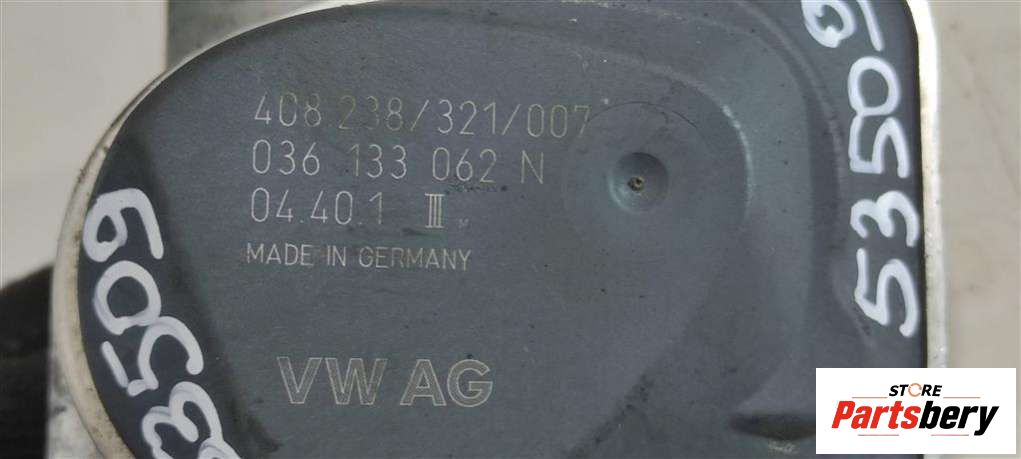 408 238/321/007
036 133 062 N
04.40.1 III
MADE IN GERMANY
VW AG
53509
3509
STORE
Partsbery